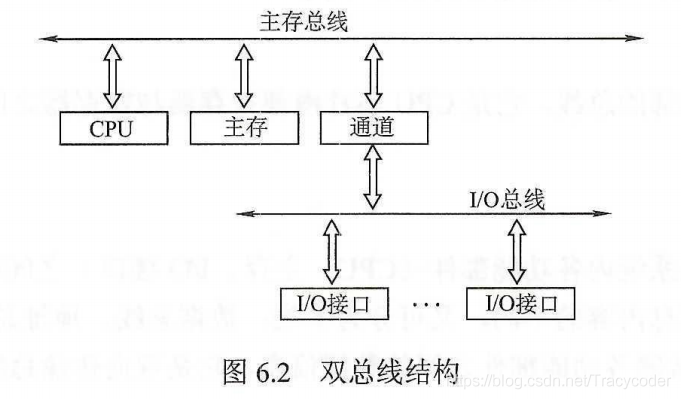 主存总线
CPU
主存
通道
I/O总线
I/O接口
···
I/O接口
图 6.2 双总线结构
https://blog.csdn.net/Tracycoder